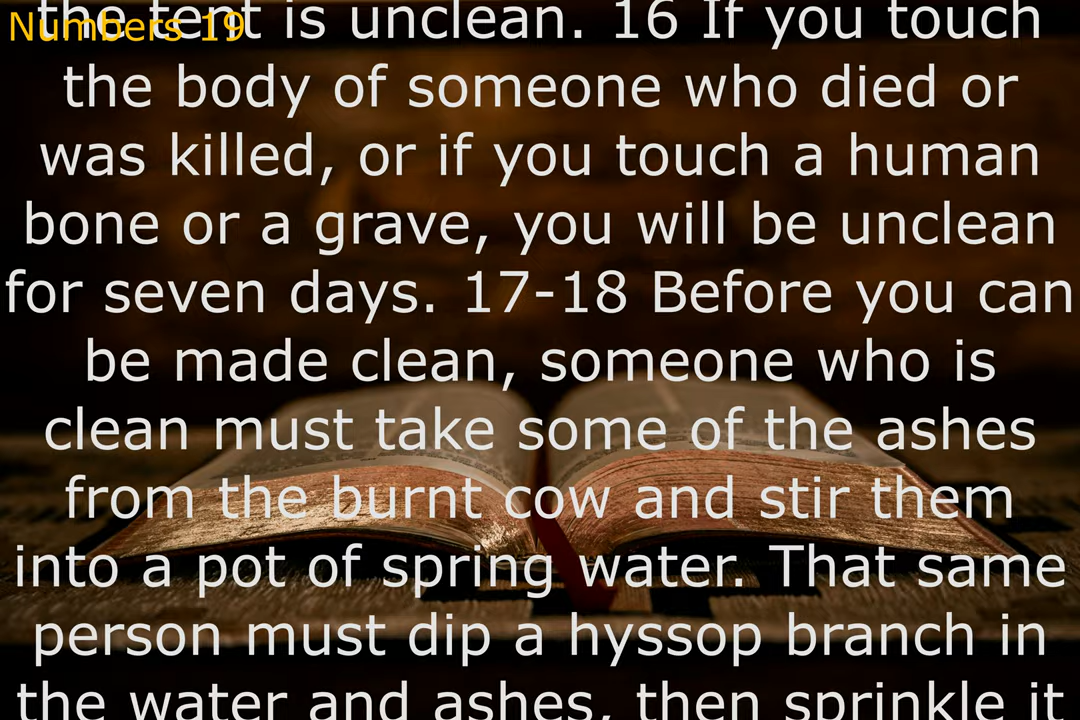 Numbers 19
the tent is unclean. 16 If you touch
the body of someone who died or
was killed, or if you touch a human
bone or a grave, you will be unclean
for seven days. 17-18 Before you can
be made clean, someone who is
clean must take some of the ashes
from the burnt cow and stir them
into a pot of spring water. That same
person must dip a hyssop branch in
the water and ashes, then sprinkle it